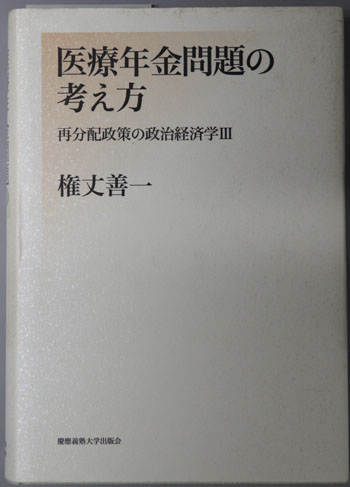 医療年金問題の
考え方
再分配政策の政治経済学III
権丈善一
慶應義塾大学出版会